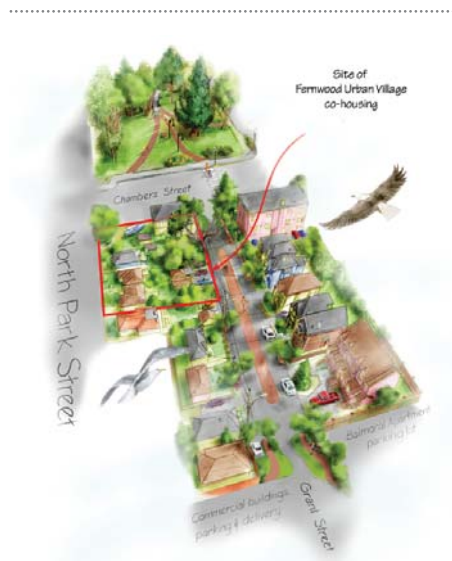 Site of
Fernwood Urban Village
co-housing
Chambers Street
North Park Street
Balmoral Apartment
parking lot
Commercial buildings
parking & delivery
Grant Street